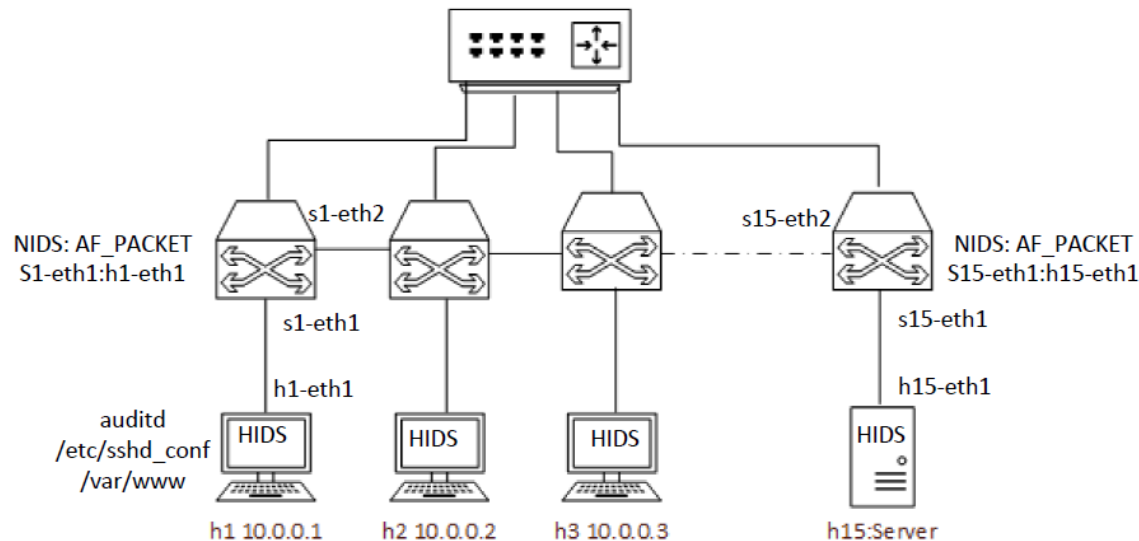 s1-eth2
s15-eth2
NIDS: AF_PACKET
S1-eth1:h1-eth1
NIDS: AF_PACKET
S15-eth1:h15-eth1
s1-eth1
s15-eth1
h1-eth1
h15-eth1
auditd
/etc/sshd_conf
/var/www
HIDS
HIDS
HIDS
HIDS
h1 10.0.0.1
h2 10.0.0.2
h3 10.0.0.3
h15:Server